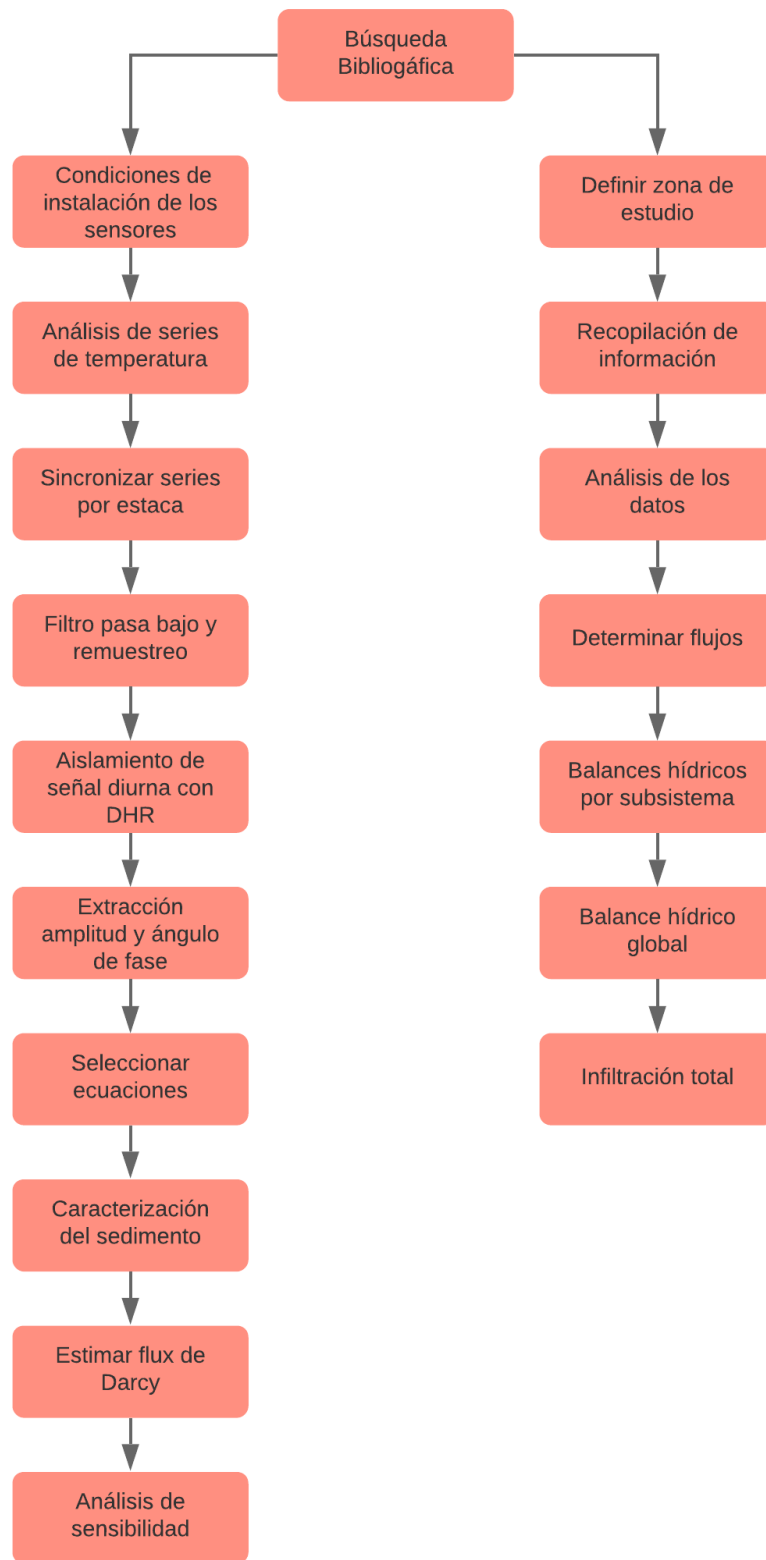 Búsqueda
Bibliogáfica
Condiciones de
instalación de los
sensores
Análisis de series
de temperatura
Sincronizar series
por estaca
Filtro pasa bajo y
remuestreo
Aislamiento de
señal diurna con
DHR
Extracción
amplitud y ángulo
de fase
Seleccionar
ecuaciones
Caracterización
del sedimento
Estimar flux de
Darcy
Análisis de
sensibilidad
Definir zona de
estudio
Recopilación de
información
Análisis de los
datos
Determinar flujos
Balances hídricos
por subsistema
Balance hídrico
global
Infiltración total